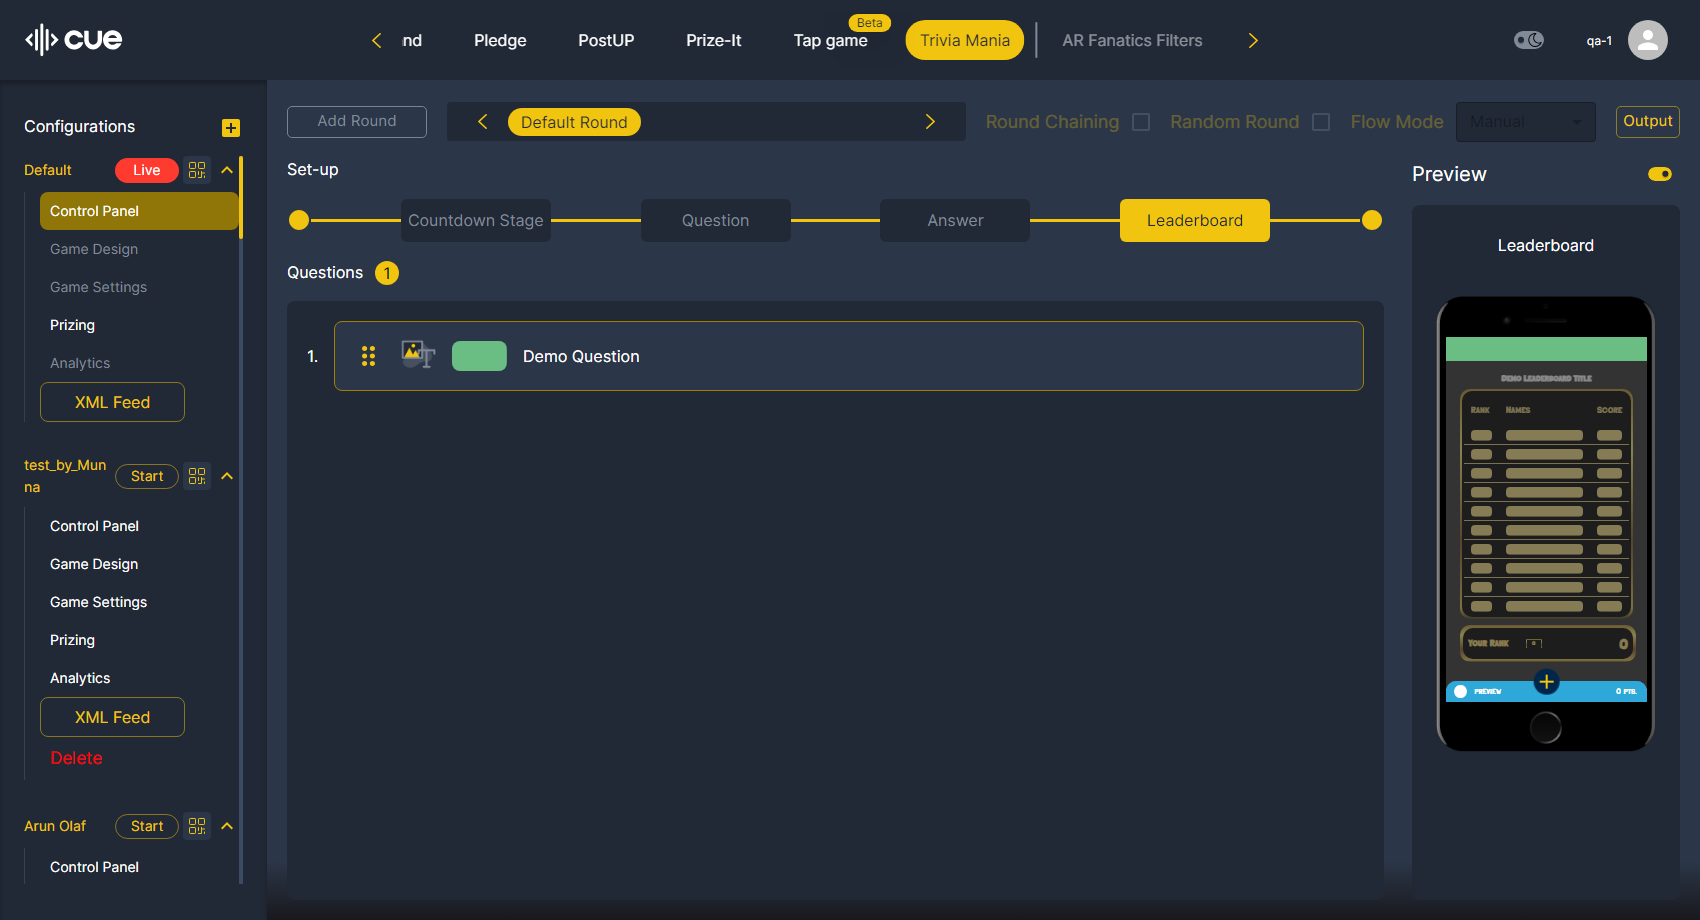 cue
nd
Pledge
PostUP
Prize-It
Tap game
Beta
Trivia Mania
AR Fanatics Filters
qa-1
Configurations
Default
Live
Control Panel
Game Design
Game Settings
Prizing
Analytics
XML Feed
test_by_Mun
na
Start
Control Panel
Game Design
Game Settings
Prizing
Analytics
XML Feed
Delete
Arun Olaf
Start
Control Panel
Add Round
Default Round
Round Chaining
Random Round
Flow Mode
Manual
Output
Set-up
Countdown Stage
Question
Answer
Leaderboard
Questions 1
1.
Demo Question
Preview
Leaderboard
Demo Leaderboard Title
Rank Names Score
Your Rank 0
PREVIEW 0 PTS.